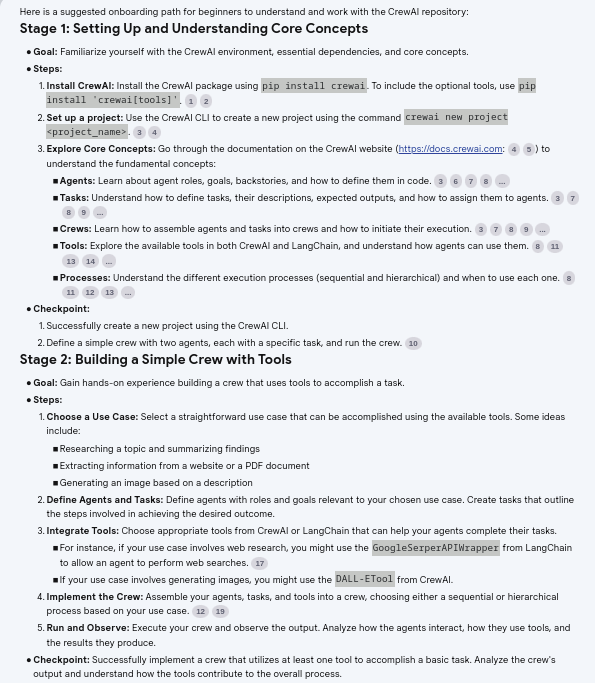 Here is a suggested onboarding path for beginners to understand and work with the CrewAI repository:
Stage 1: Setting Up and Understanding Core Concepts
● Goal: Familiarize yourself with the CrewAI environment, essential dependencies, and core concepts.
● Steps:
1. Install CrewAI: Install the CrewAI package using pip install crewai. To include the optional tools, use pip
install 'crewai[tools]'. 1 2
2. Set up a project: Use the CrewAI CLI to create a new project using the command crewai new project
<project_name>. 3 4
3. Explore Core Concepts: Go through the documentation on the CrewAI website (https://docs.crewai.com: 4 5) to
understand the fundamental concepts:
■ Agents: Learn about agent roles, goals, backstories, and how to define them in code. 3 6 7 8 ...
■ Tasks: Understand how to define tasks, their descriptions, expected outputs, and how to assign them to agents. 3 7
8 9 ...
■ Crews: Learn how to assemble agents and tasks into crews and how to initiate their execution. 3 7 8 9 ...
■ Tools: Explore the available tools in both CrewAI and LangChain, and understand how agents can use them. 8 11
13 14 ...
■ Processes: Understand the different execution processes (sequential and hierarchical) and when to use each one. 8
11 12 13 ...
● Checkpoint:
1. Successfully create a new project using the CrewAI CLI.
2. Define a simple crew with two agents, each with a specific task, and run the crew. 10
Stage 2: Building a Simple Crew with Tools
● Goal: Gain hands-on experience building a crew that uses tools to accomplish a task.
● Steps:
1. Choose a Use Case: Select a straightforward use case that can be accomplished using the available tools. Some ideas
include:
■ Researching a topic and summarizing findings
■ Extracting information from a website or a PDF document
■ Generating an image based on a description
2. Define Agents and Tasks: Define agents with roles and goals relevant to your chosen use case. Create tasks that outline
the steps involved in achieving the desired outcome.
3. Integrate Tools: Choose appropriate tools from CrewAI or LangChain that can help your agents complete their tasks.
■ For instance, if your use case involves web research, you might use the GoogleSerperAPIWrapper from LangChain
to allow an agent to perform web searches. 17
■ If your use case involves generating images, you might use the DALL-ETool from CrewAI.
4. Implement the Crew: Assemble your agents, tasks, and tools into a crew, choosing either a sequential or hierarchical
process based on your use case. 12 19
5. Run and Observe: Execute your crew and observe the output. Analyze how the agents interact, how they use tools, and
the results they produce.
● Checkpoint: Successfully implement a crew that utilizes at least one tool to accomplish a basic task. Analyze the crew's
output and understand how the tools contribute to the overall process.